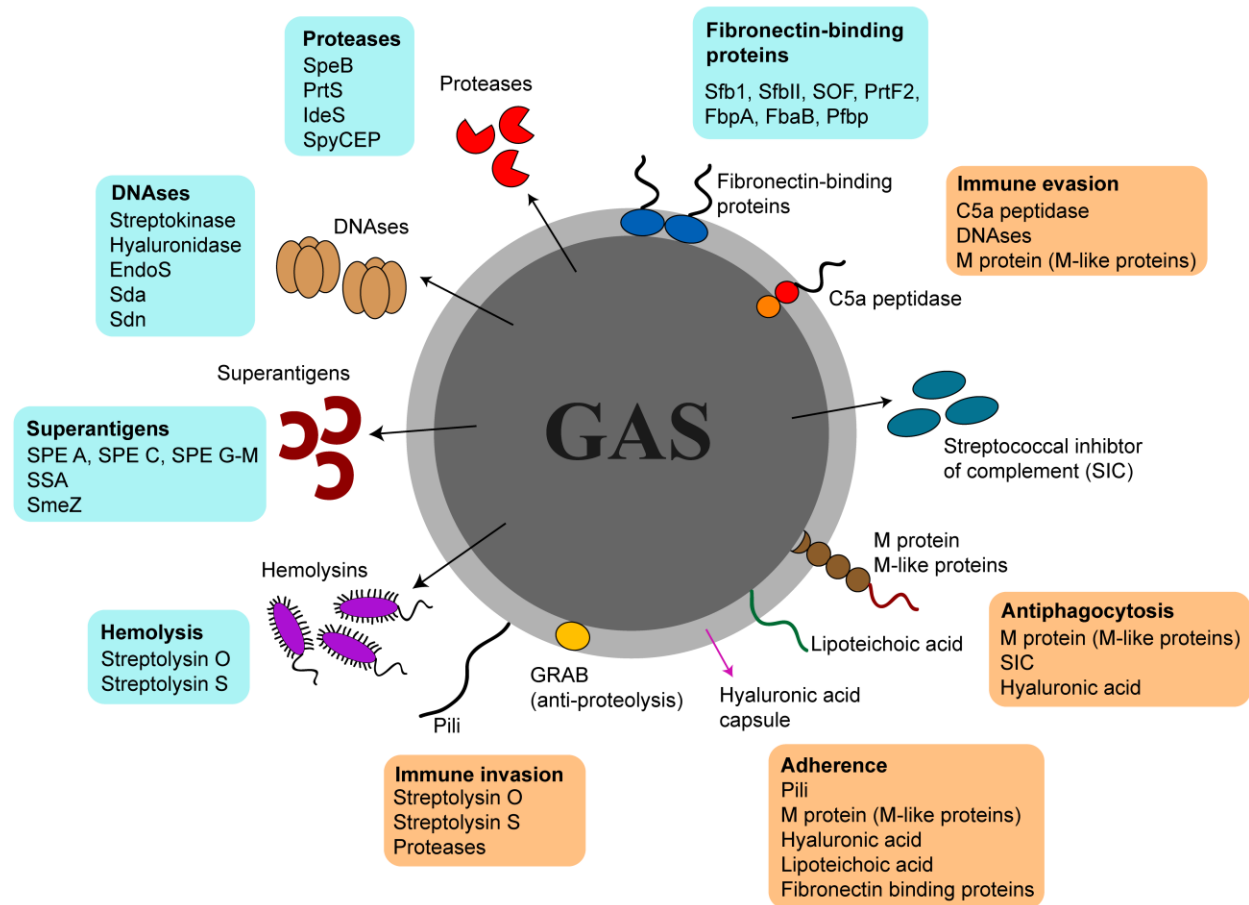 Proteases
SpeB
PrtS
IdeS
SpyCEP
Proteases
Fibronectin-binding
proteins
Sfb1, SfbII, SOF, PrtF2,
FbpA, FbaB, Pfbp
Fibronectin-binding
proteins
Immune evasion
C5a peptidase
DNAses
M protein (M-like proteins)
DNAses
Streptokinase
Hyaluronidase
EndoS
Sda
Sdn
DNAses
C5a peptidase
Superantigens
Superantigens
SPE A, SPE C, SPE G-M
SSA
SmeZ
GAS
Streptococcal inhibtor
of complement (SIC)
M protein
M-like proteins
Hemolysins
Hemolysis
Streptolysin O
Streptolysin S
Antiphagocytosis
M protein (M-like proteins)
SIC
Hyaluronic acid
Lipoteichoic acid
GRAB
(anti-proteolysis)
Hyaluronic acid
capsule
Pili
Immune invasion
Streptolysin O
Streptolysin S
Proteases
Adherence
Pili
M protein (M-like proteins)
Hyaluronic acid
Lipoteichoic acid
Fibronectin binding proteins